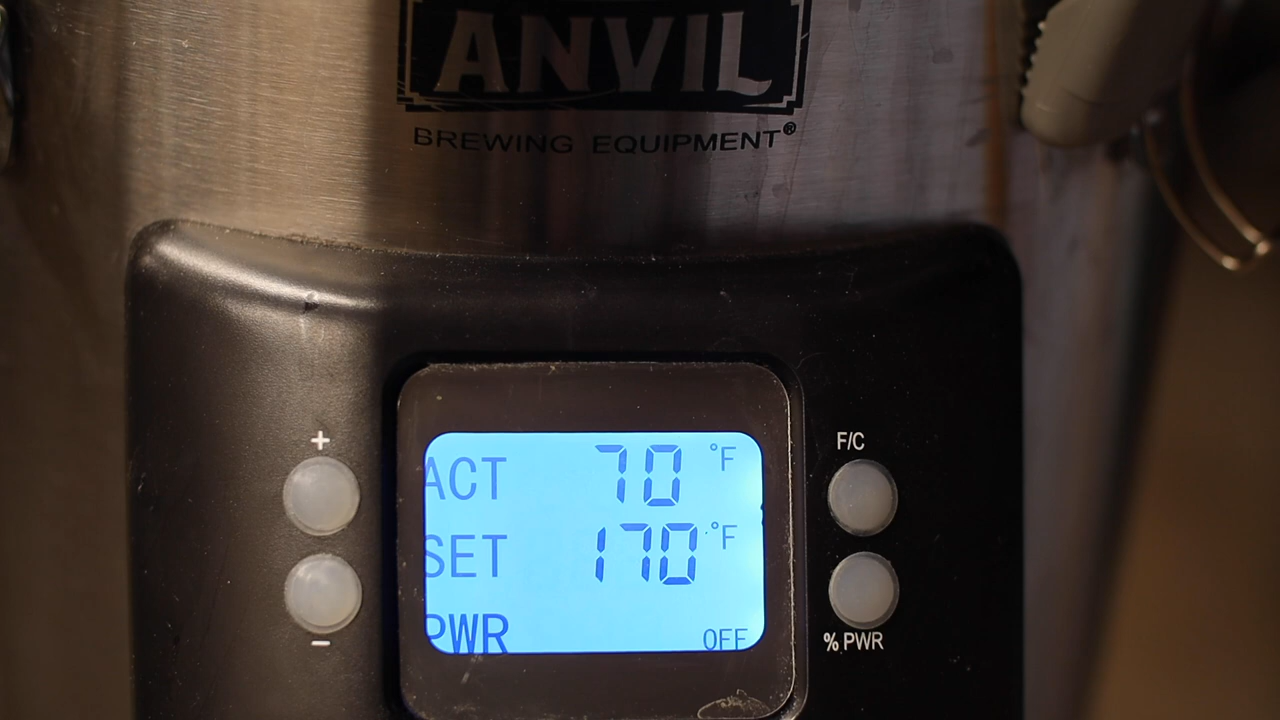 ANVIL
BREWING EQUIPMENT®
+
F/C
ACT 70 °F
SET 170 °F
PWR OFF
-
% PWR